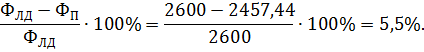 (Ф_ЛД − Ф_П) / Ф_ЛД · 100% = (2600 − 2457,44) / 2600 · 100% = 5,5%.